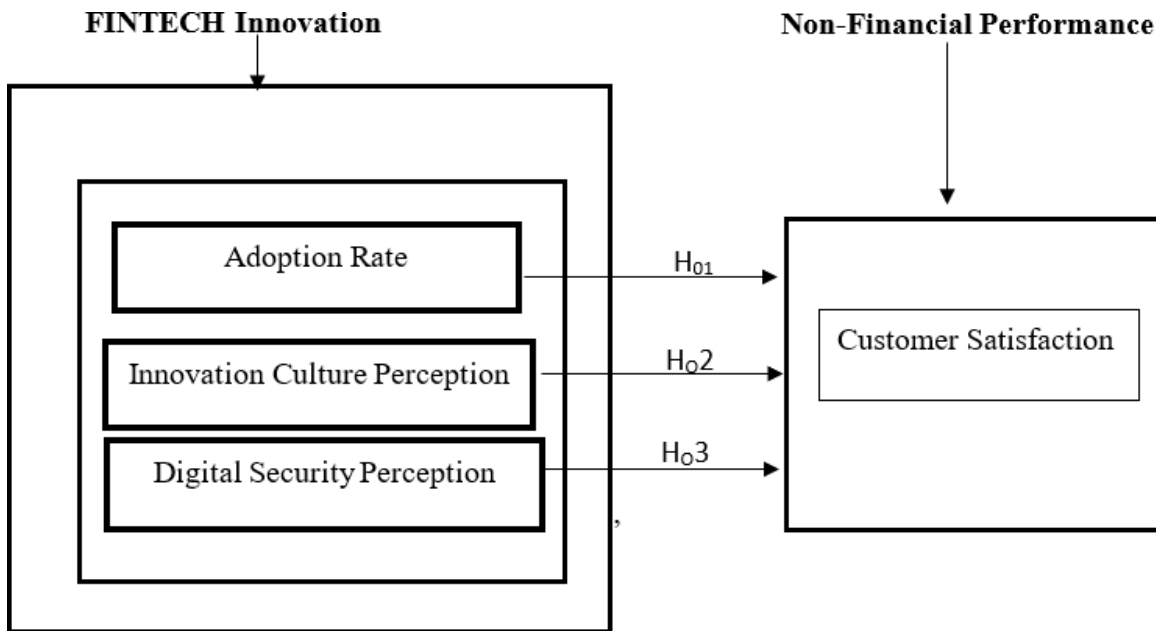 FINTECH Innovation
Non-Financial Performance
Adoption Rate
H01
Innovation Culture Perception
HO2
Customer Satisfaction
Digital Security Perception
HO3
,